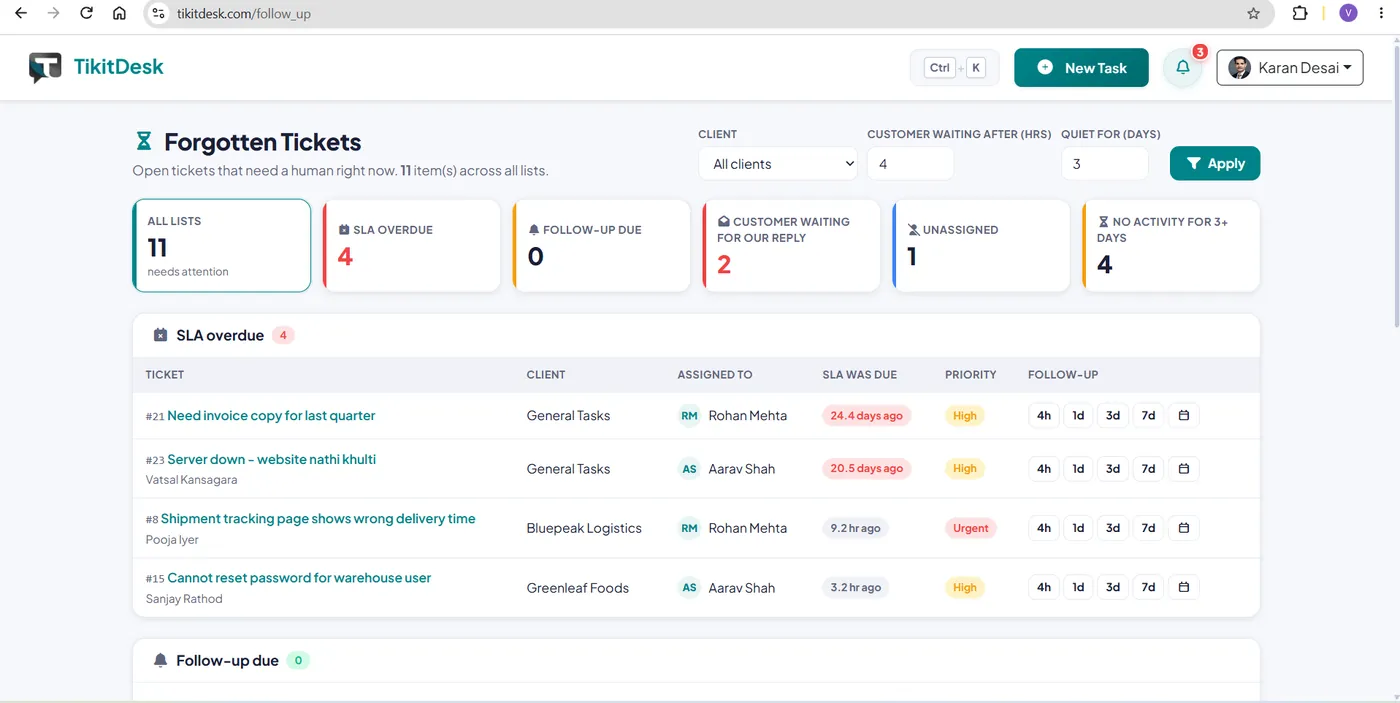 tikitdesk.com/follow_up
V
TikitDesk
Ctrl + K
New Task
3
Karan Desai
Forgotten Tickets
Open tickets that need a human right now. 11 item(s) across all lists.
CLIENT
All clients
CUSTOMER WAITING AFTER (HRS)
4
QUIET FOR (DAYS)
3
Apply
ALL LISTS
11
needs attention
SLA OVERDUE
4
FOLLOW-UP DUE
0
CUSTOMER WAITING
FOR OUR REPLY
2
UNASSIGNED
1
NO ACTIVITY FOR 3+
DAYS
4
SLA overdue 4
TICKET CLIENT ASSIGNED TO SLA WAS DUE PRIORITY FOLLOW-UP
#21 Need invoice copy for last quarter General Tasks RM Rohan Mehta 24.4 days ago High 4h 1d 3d 7d
#23 Server down - website nathi khulti General Tasks AS Aarav Shah 20.5 days ago High 4h 1d 3d 7d
Vatsal Kansagara
#8 Shipment tracking page shows wrong delivery time Bluepeak Logistics RM Rohan Mehta 9.2 hr ago Urgent 4h 1d 3d 7d
Pooja Iyer
#15 Cannot reset password for warehouse user Greenleaf Foods AS Aarav Shah 3.2 hr ago High 4h 1d 3d 7d
Sanjay Rathod
Follow-up due 0